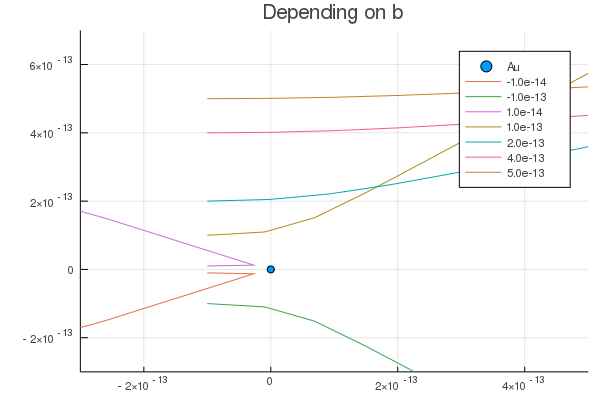 Depending on b
6×10⁻¹³
4×10⁻¹³
2×10⁻¹³
0
- 2×10⁻¹³
- 2×10⁻¹³
0
2×10⁻¹³
4×10⁻¹³
Au
-1.0e-14
-1.0e-13
1.0e-14
1.0e-13
2.0e-13
4.0e-13
5.0e-13